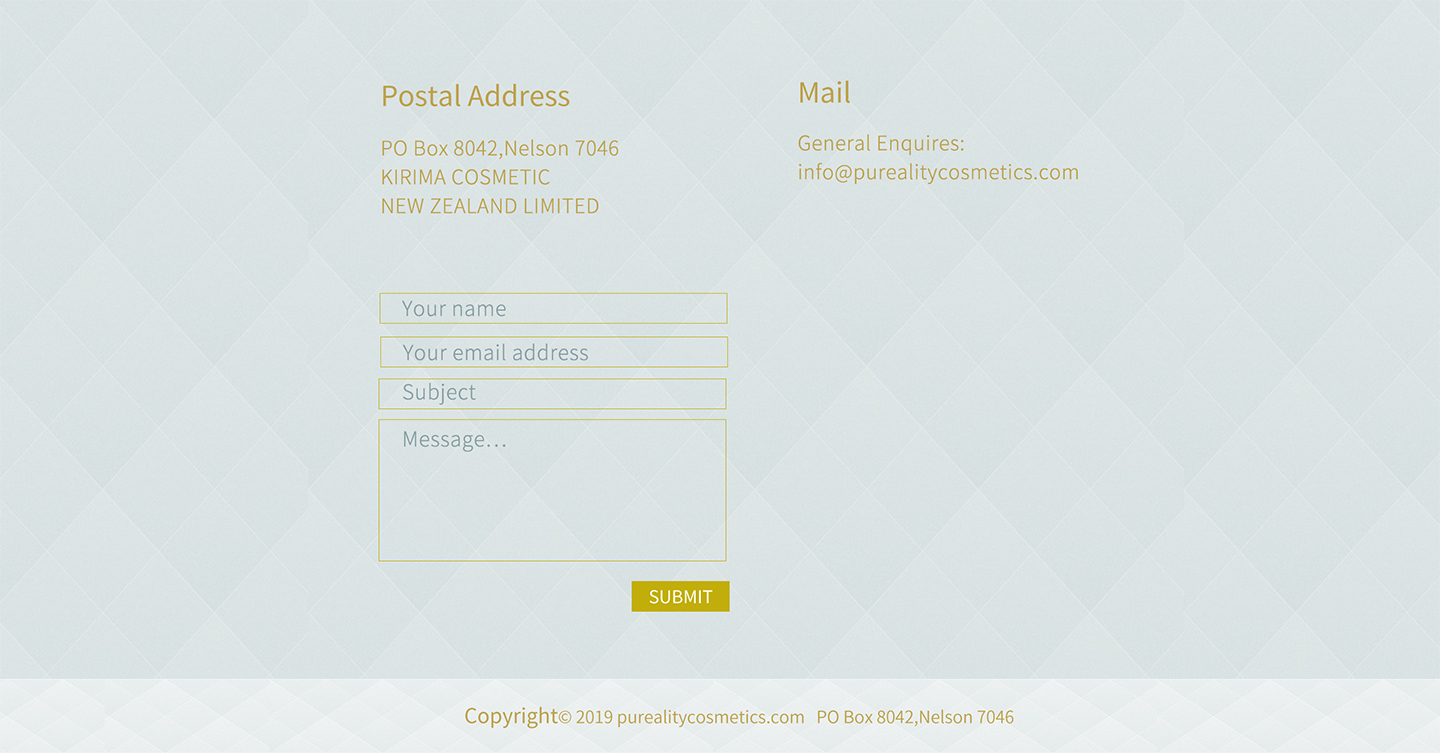 Postal Address
PO Box 8042,Nelson 7046
KIRIMA COSMETIC
NEW ZEALAND LIMITED
Mail
General Enquires:
info@purealitycosmetics.com
Your name
Your email address
Subject
Message...
SUBMIT
Copyright© 2019 purealitycosmetics.com PO Box 8042,Nelson 7046